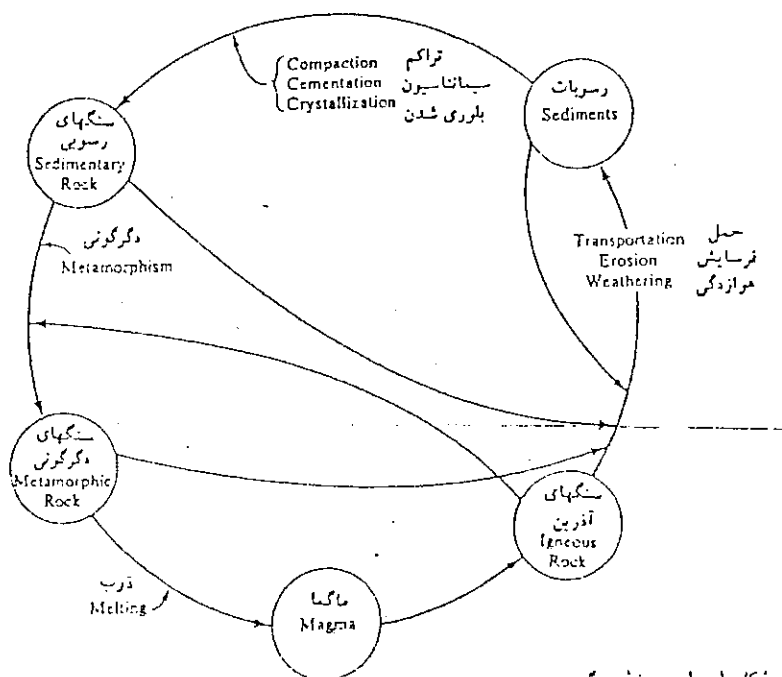 Compaction تراکم
Cementation سیمانتاسیون
Crystallization بلوری شدن
رسوبات
Sediments
سنگهای
رسوبی
Sedimentary
Rock
دگرگونی
Metamorphism
Transportation حمل
Erosion فرسایش
Weathering هوازدگی
سنگهای
دگرگونی
Metamorphic
Rock
سنگهای
آذرین
Igneous
Rock
ذرب
Melting
ماگما
Magma